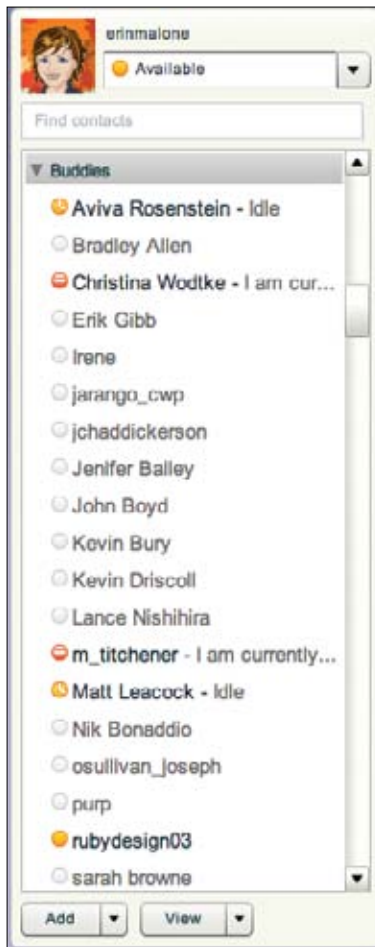 erinmalone
Available
Find contacts
Buddies
Aviva Rosenstein - Idle
Bradley Allen
Christina Wodtke - I am cur...
Erik Gibb
Irene
jarango_cwp
jchaddickerson
Jenifer Bailey
John Boyd
Kevin Bury
Kevin Driscoll
Lance Nishihira
m_titchener - I am currently...
Matt Leacock - Idle
Nik Bonaddio
osullivan_joseph
purp
rubydesign03
sarah browne
Add
View